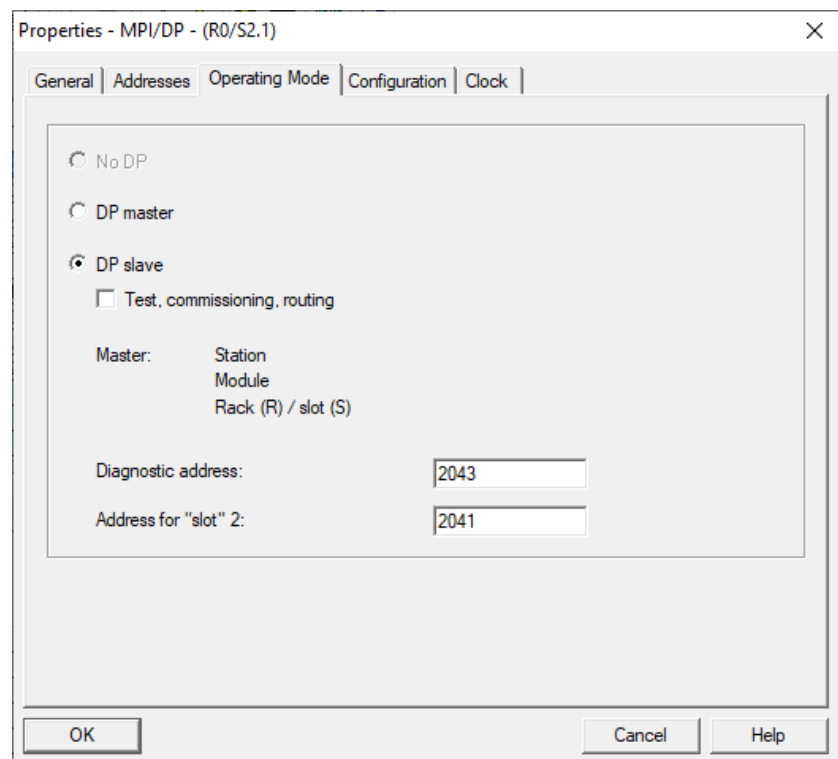 Properties - MPI/DP - (R0/S2.1)
General Addresses Operating Mode Configuration Clock
No DP
DP master
DP slave
Test, commissioning, routing
Master: Station
Module
Rack (R) / slot (S)
Diagnostic address: 2043
Address for "slot" 2: 2041
OK Cancel Help